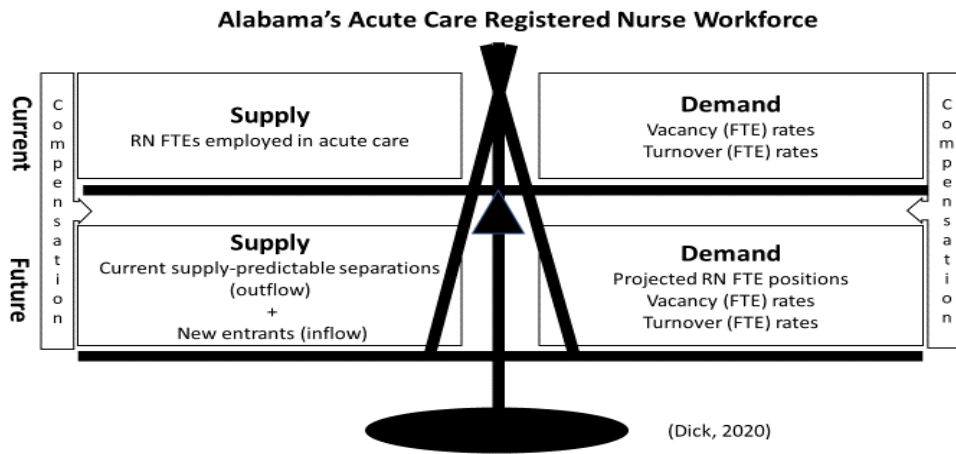 Alabama's Acute Care Registered Nurse Workforce
Current
Compensation
Supply
RN FTEs employed in acute care
Demand
Vacancy (FTE) rates
Turnover (FTE) rates
Compensation
Future
Supply
Current supply-predictable separations
(outflow)
+
New entrants (inflow)
Demand
Projected RN FTE positions
Vacancy (FTE) rates
Turnover (FTE) rates
(Dick, 2020)